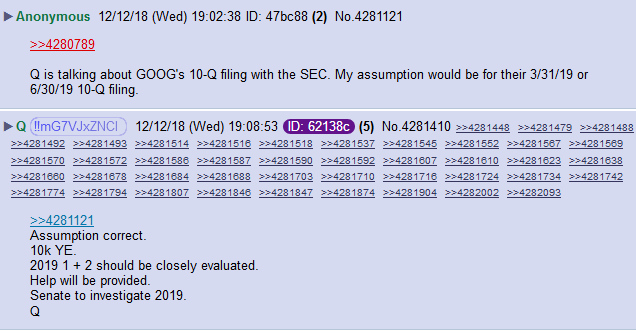 Anonymous 12/12/18 (Wed) 19:02:38 ID: 47bc88 (2) No.4281121
>>4280789
Q is talking about GOOG's 10-Q filing with the SEC. My assumption would be for their 3/31/19 or
6/30/19 10-Q filing.
Q !!mG7VJxZNCI 12/12/18 (Wed) 19:08:53 ID: 62138c (5) No.4281410 >>4281448 >>4281479 >>4281488
>>4281492 >>4281493 >>4281514 >>4281516 >>4281518 >>4281537 >>4281545 >>4281552 >>4281567 >>4281569
>>4281570 >>4281572 >>4281586 >>4281587 >>4281590 >>4281592 >>4281607 >>4281610 >>4281623 >>4281638
>>4281660 >>4281678 >>4281684 >>4281688 >>4281703 >>4281710 >>4281716 >>4281724 >>4281734 >>4281742
>>4281774 >>4281794 >>4281807 >>4281846 >>4281847 >>4281874 >>4281904 >>4282002 >>4282093
>>4281121
Assumption correct.
10k YE.
2019 1 + 2 should be closely evaluated.
Help will be provided.
Senate to investigate 2019.
Q